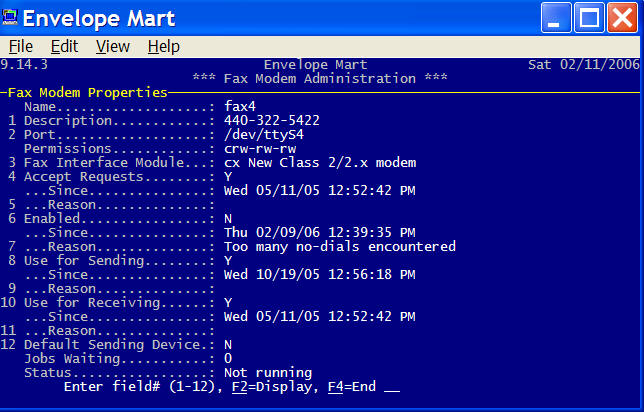 Envelope Mart
File Edit View Help
9.14.3 Envelope Mart Sat 02/11/2006
*** Fax Modem Administration ***
Fax Modem Properties
Name....................: fax4
1 Description.............: 440-322-5422
2 Port....................: /dev/ttyS4
Permissions.............: crw-rw-rw
3 Fax Interface Module...: cx New Class 2/2.x modem
4 Accept Requests........: Y
...Since................: Wed 05/11/05 12:52:42 PM
5 ...Reason...............:
6 Enabled.................: N
...Since................: Thu 02/09/06 12:39:35 PM
7 ...Reason...............: Too many no-dials encountered
8 Use for Sending........: Y
...Since................: Wed 10/19/05 12:56:18 PM
9 ...Reason...............:
10 Use for Receiving......: Y
...Since................: Wed 05/11/05 12:52:42 PM
11 ...Reason...............:
12 Default Sending Device.: N
Jobs Waiting............: 0
Status..................: Not running
Enter field# (1-12), F2=Display, F4=End __